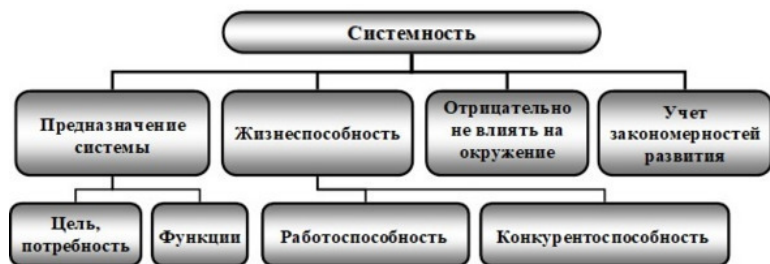 Системность
Предназначение
системы
Жизнеспособность
Отрицательно
не влиять на
окружение
Учет
закономерностей
развития
Цель,
потребность
Функции
Работоспособность
Конкурентоспособность